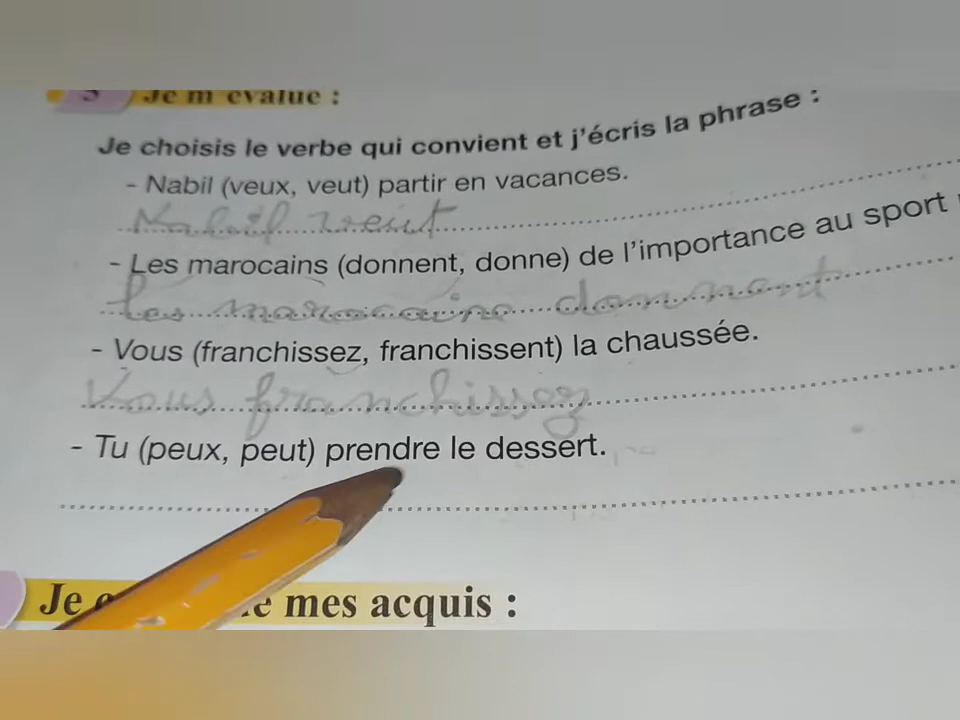 5 Je m'évalue :
Je choisis le verbe qui convient et j'écris la phrase :
- Nabil (veux, veut) partir en vacances.
Nabil veut
- Les marocains (donnent, donne) de l'importance au sport
Les marocains donnent
- Vous (franchissez, franchissent) la chaussée.
Vous franchissez
- Tu (peux, peut) prendre le dessert.
Je mes acquis :